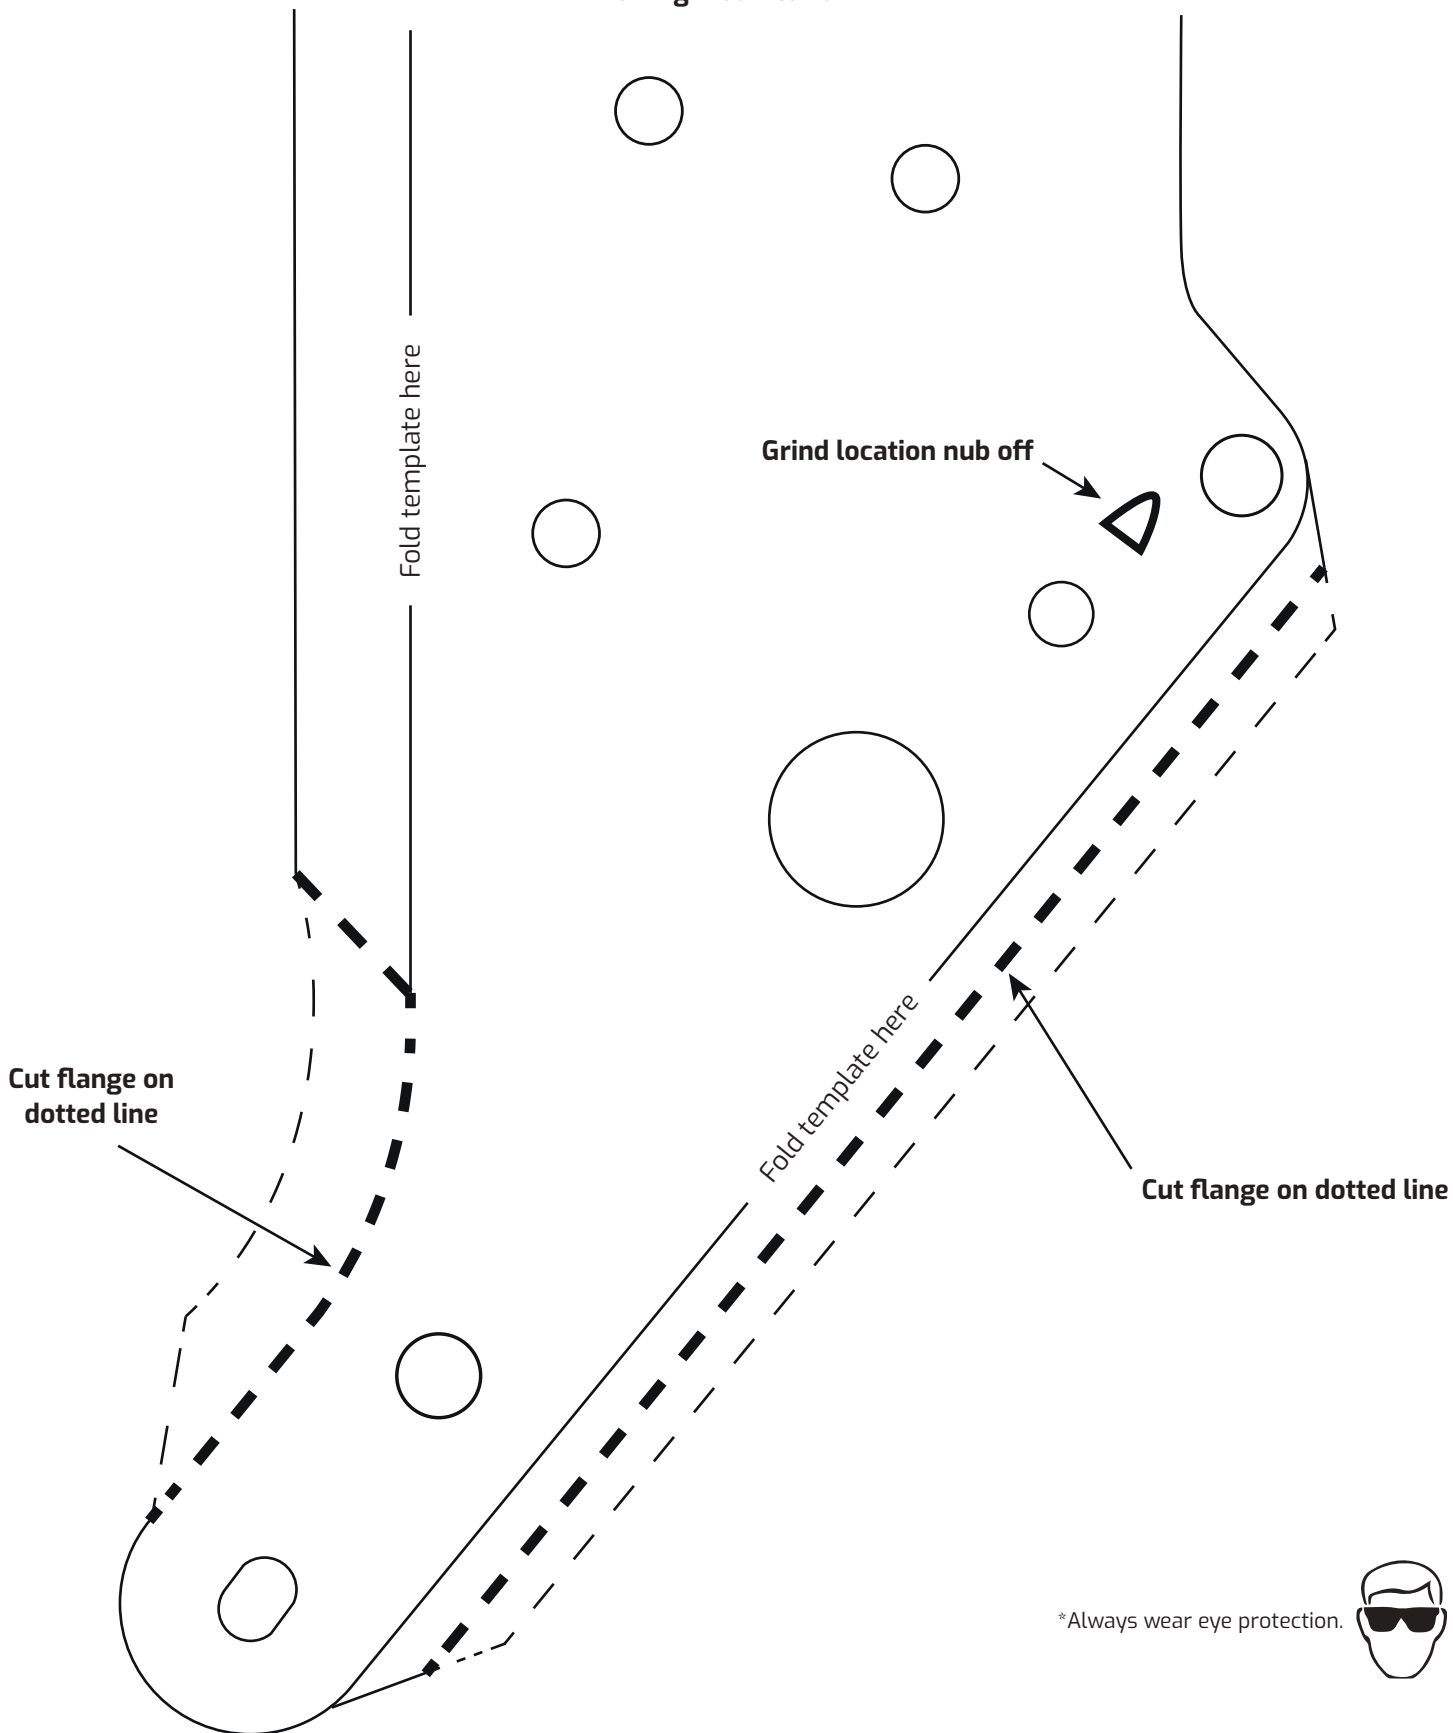 Fold template here
Grind location nub off
Fold template here
Cut flange on
dotted line
Cut flange on dotted line
*Always wear eye protection.